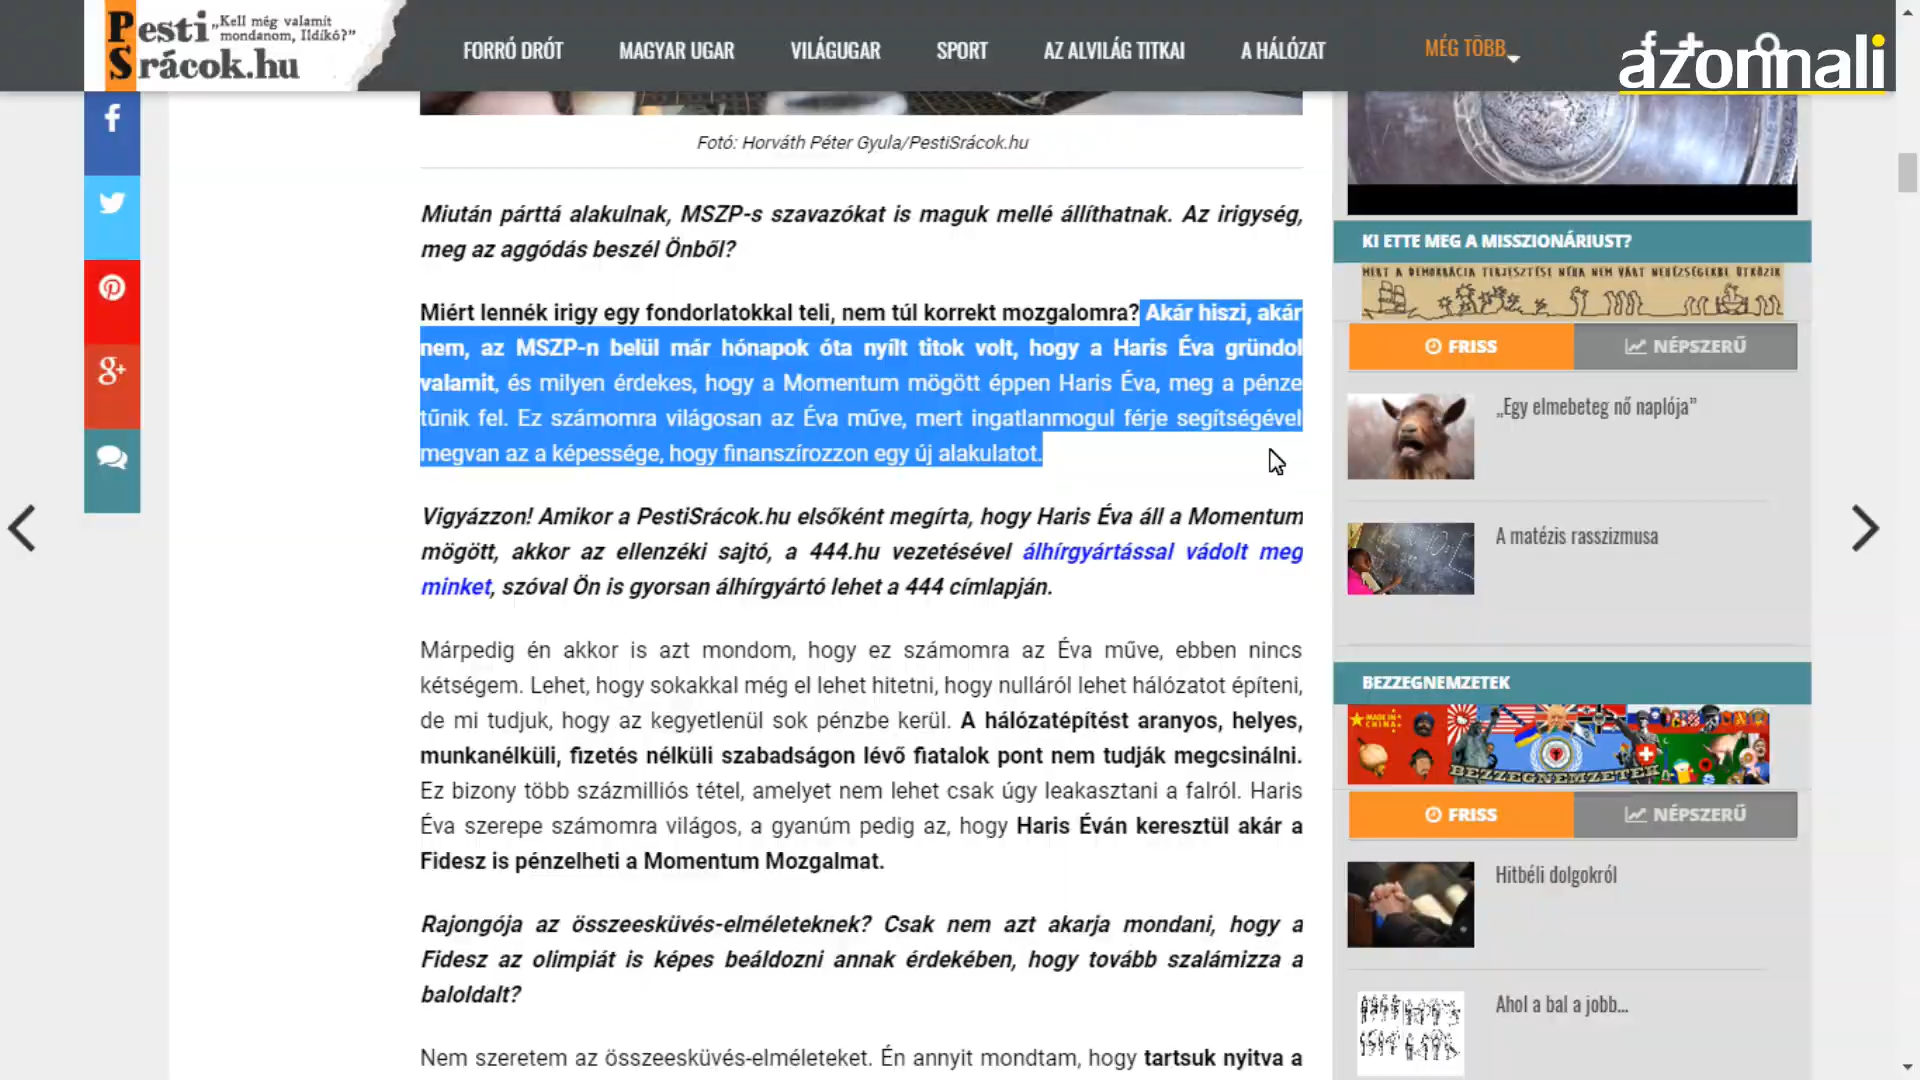 Pesti
Srácok.hu
„Kell még valamit
mondanom, Ildikó?”
FORRÓ DRÓT
MAGYAR UGAR
VILÁGUGAR
SPORT
AZ ALVILÁG TITKAI
A HÁLÓZAT
MÉG TÖBB
azonnali
Fotó: Horváth Péter Gyula/PestiSrácok.hu
Miután párttá alakulnak, MSZP-s szavazókat is maguk mellé állíthatnak. Az irigység,
meg az aggódás beszél Önből?
Miért lennék irigy egy fondorlatokkal teli, nem túl korrekt mozgalomra? Akár hiszi, akár
nem, az MSZP-n belül már hónapok óta nyílt titok volt, hogy a Haris Éva gründol
valamit, és milyen érdekes, hogy a Momentum mögött éppen Haris Éva, meg a pénze
tűnik fel. Ez számomra világosan az Éva műve, mert ingatlanmogul férje segítségével
megvan az a képessége, hogy finanszírozzon egy új alakulatot.
Vigyázzon! Amikor a PestiSrácok.hu elsőként megírta, hogy Haris Éva áll a Momentum
mögött, akkor az ellenzéki sajtó, a 444.hu vezetésével álhírgyártással vádolt meg
minket, szóval Ön is gyorsan álhírgyártó lehet a 444 címlapján.
Márpedig én akkor is azt mondom, hogy ez számomra az Éva műve, ebben nincs
kétségem. Lehet, hogy sokakkal még el lehet hitetni, hogy nulláról lehet hálózatot építeni,
de mi tudjuk, hogy az kegyetlenül sok pénzbe kerül. A hálózatépítést aranyos, helyes,
munkanélküli, fizetés nélküli szabadságon lévő fiatalok pont nem tudják megcsinálni.
Ez bizony több százmilliós tétel, amelyet nem lehet csak úgy leakasztani a falról. Haris
Éva szerepe számomra világos, a gyanúm pedig az, hogy Haris Éván keresztül akár a
Fidesz is pénzelheti a Momentum Mozgalmat.
Rajongója az összeesküvés-elméleteknek? Csak nem azt akarja mondani, hogy a
Fidesz az olimpiát is képes beáldozni annak érdekében, hogy tovább szalámizza a
baloldalt?
Nem szeretem az összeesküvés-elméleteket. Én annyit mondtam, hogy tartsuk nyitva a
KI ETTE MEG A MISSZIONÁRIUST?
MERT A DEMOKRÁCIA TERJESZTÉSE NÉHA NEM VÁRT NEHÉZSÉGEKBE ÜTKÖZIK
FRISS
NÉPSZERŰ
„Egy elmebeteg nő naplója”
A matézis rasszizmusa
BEZZEGNEMZETEK
MADE IN
CHINA
BEZZEGNEMZETEK
FRISS
NÉPSZERŰ
Hitbéli dolgokról
Ahol a bal a jobb...